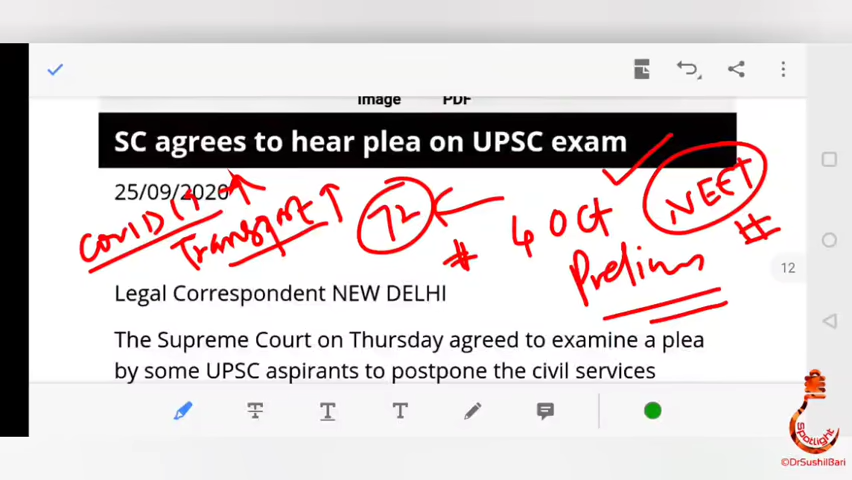 Image PDF
SC agrees to hear plea on UPSC exam
25/09/2020
COVID 19 ↑
Transport ↑
72
#
4 Oct
NEET
#
Prelims
12
Legal Correspondent NEW DELHI
The Supreme Court on Thursday agreed to examine a plea
by some UPSC aspirants to postpone the civil services
T T T
Spotlight
©DrSushilBari